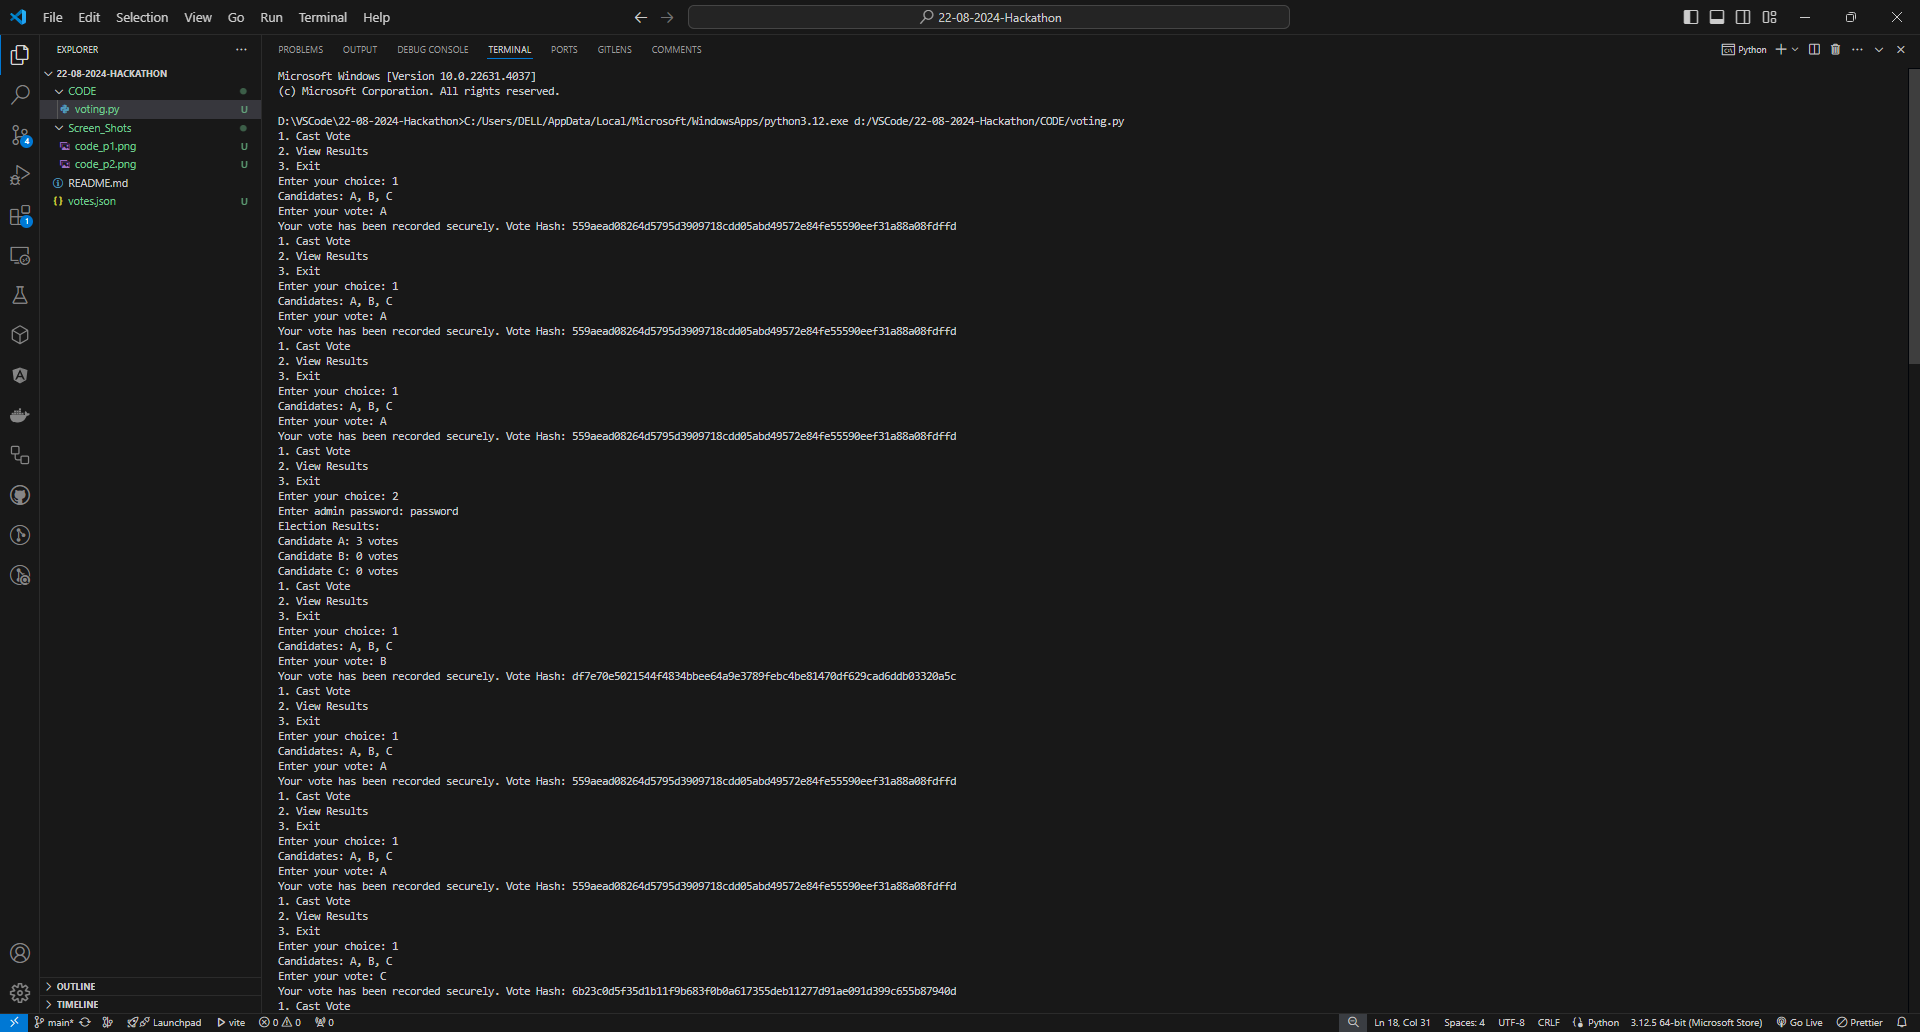 File Edit Selection View Go Run Terminal Help
22-08-2024-Hackathon
EXPLORER
22-08-2024-HACKATHON
CODE
voting.py U
Screen_Shots
code_p1.png U
code_p2.png U
README.md
votes.json U
OUTLINE
TIMELINE
4
1
PROBLEMS OUTPUT DEBUG CONSOLE TERMINAL PORTS GITLENS COMMENTS
Python
Microsoft Windows [Version 10.0.22631.4037]
(c) Microsoft Corporation. All rights reserved.
D:\VSCode\22-08-2024-Hackathon>C:/Users/DELL/AppData/Local/Microsoft/WindowsApps/python3.12.exe d:/VSCode/22-08-2024-Hackathon/CODE/voting.py
1. Cast Vote
2. View Results
3. Exit
Enter your choice: 1
Candidates: A, B, C
Enter your vote: A
Your vote has been recorded securely. Vote Hash: 559aead08264d5795d3909718cdd05abd49572e84fe55590eef31a88a08fdffd
1. Cast Vote
2. View Results
3. Exit
Enter your choice: 1
Candidates: A, B, C
Enter your vote: A
Your vote has been recorded securely. Vote Hash: 559aead08264d5795d3909718cdd05abd49572e84fe55590eef31a88a08fdffd
1. Cast Vote
2. View Results
3. Exit
Enter your choice: 1
Candidates: A, B, C
Enter your vote: A
Your vote has been recorded securely. Vote Hash: 559aead08264d5795d3909718cdd05abd49572e84fe55590eef31a88a08fdffd
1. Cast Vote
2. View Results
3. Exit
Enter your choice: 2
Enter admin password: password
Election Results:
Candidate A: 3 votes
Candidate B: 0 votes
Candidate C: 0 votes
1. Cast Vote
2. View Results
3. Exit
Enter your choice: 1
Candidates: A, B, C
Enter your vote: B
Your vote has been recorded securely. Vote Hash: df7e70e5021544f4834bbee64a9e3789febc4be81470df629cad6ddb03320a5c
1. Cast Vote
2. View Results
3. Exit
Enter your choice: 1
Candidates: A, B, C
Enter your vote: A
Your vote has been recorded securely. Vote Hash: 559aead08264d5795d3909718cdd05abd49572e84fe55590eef31a88a08fdffd
1. Cast Vote
2. View Results
3. Exit
Enter your choice: 1
Candidates: A, B, C
Enter your vote: A
Your vote has been recorded securely. Vote Hash: 559aead08264d5795d3909718cdd05abd49572e84fe55590eef31a88a08fdffd
1. Cast Vote
2. View Results
3. Exit
Enter your choice: 1
Candidates: A, B, C
Enter your vote: C
Your vote has been recorded securely. Vote Hash: 6b23c0d5f35d1b11f9b683f0b0a617355deb11277d91ae091d399c655b87940d
1. Cast Vote
main* Launchpad vite 0 0 0 Ln 18, Col 31 Spaces: 4 UTF-8 CRLF Python 3.12.5 64-bit (Microsoft Store) Go Live Prettier